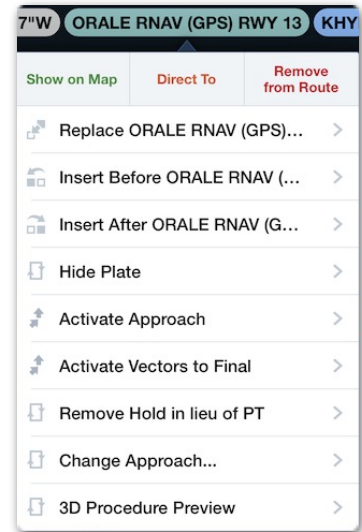 7"W ORALE RNAV (GPS) RWY 13 KHY
Show on Map Direct To Remove from Route
Replace ORALE RNAV (GPS)...
Insert Before ORALE RNAV (...
Insert After ORALE RNAV (G...
Hide Plate
Activate Approach
Activate Vectors to Final
Remove Hold in lieu of PT
Change Approach...
3D Procedure Preview